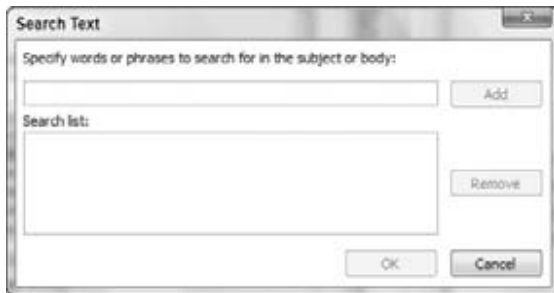 Search Text
Specify words or phrases to search for in the subject or body:
Add
Search list:
Remove
OK Cancel